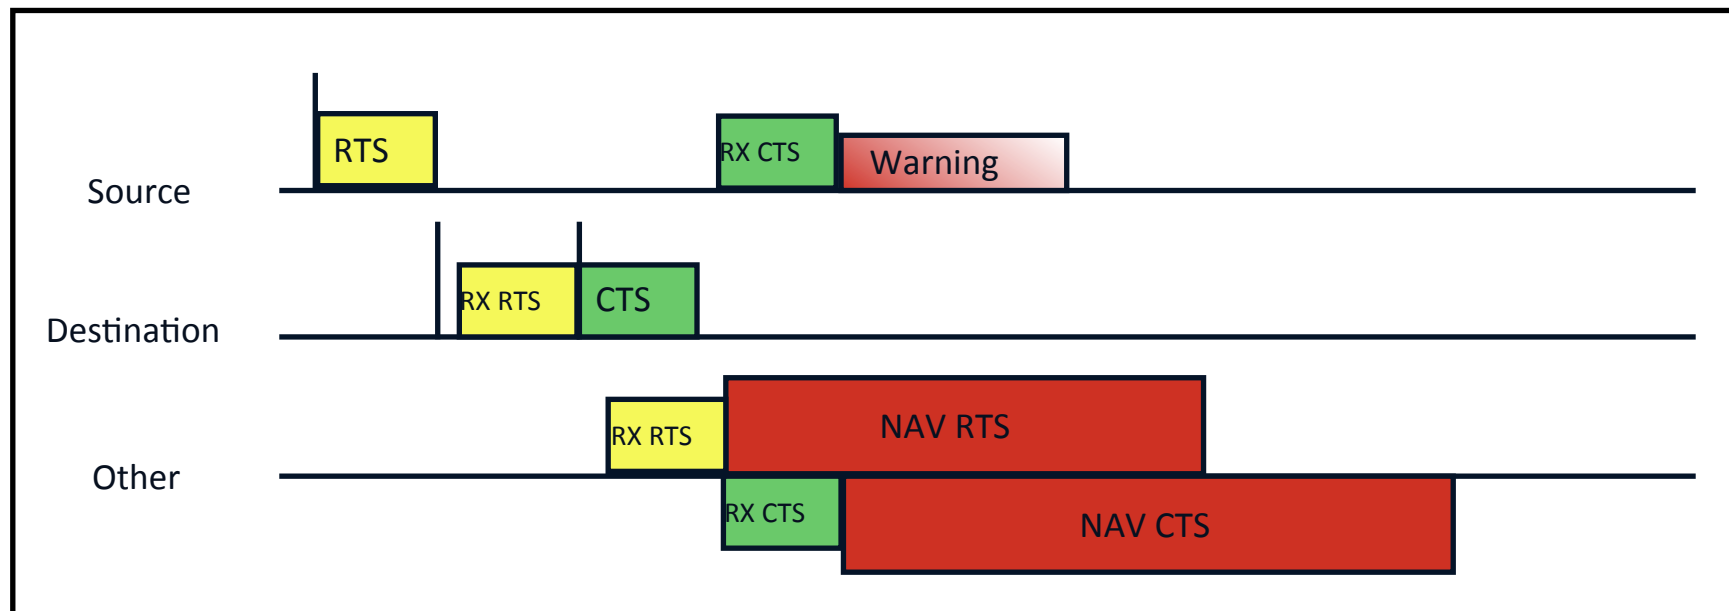 RTS
RX CTS
Warning
Source
RX RTS
CTS
Destination
RX RTS
NAV RTS
Other
RX CTS
NAV CTS